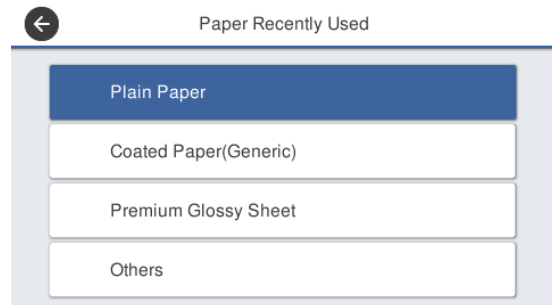 Paper Recently Used
Plain Paper
Coated Paper(Generic)
Premium Glossy Sheet
Others